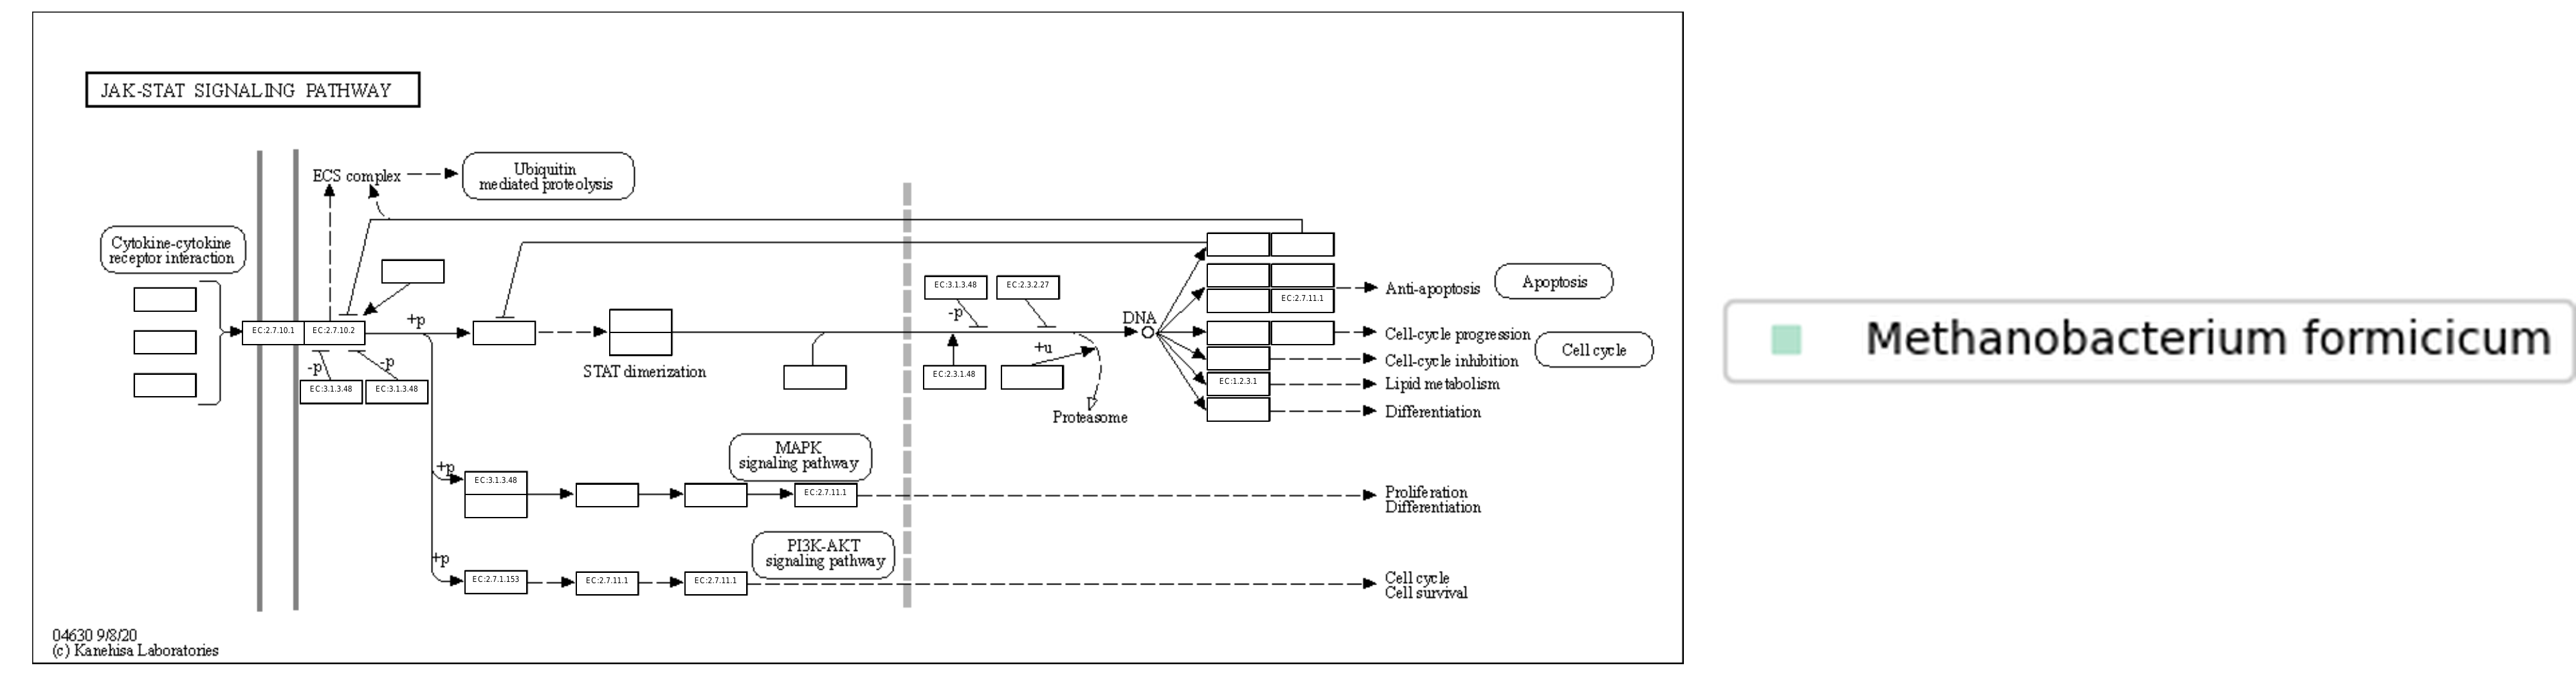 JAK-STAT SIGNALING PATHWAY
ECS complex
Ubiquitin
mediated proteolysis
Cytokine-cytokine
receptor interaction
EC:2.7.10.1
EC:2.7.10.2
+p
-p
-p
EC:3.1.3.48
EC:3.1.3.48
STAT dimerization
EC:3.1.3.48
EC:2.3.2.27
-p
DNA
+u
EC:2.3.1.48
Proteasome
EC:2.7.11.1
Anti-apoptosis
Apoptosis
Cell-cycle progression
Cell cycle
Cell-cycle inhibition
EC:1.2.3.1
Lipid metabolism
Differentiation
MAPK
signaling pathway
+p
EC:3.1.3.48
EC:2.7.11.1
Proliferation
Differentiation
PI3K-AKT
signaling pathway
+p
EC:2.7.1.153
EC:2.7.11.1
EC:2.7.11.1
Cell cycle
Cell survival
04630 9/8/20
(c) Kanehisa Laboratories
Methanobacterium formicicum